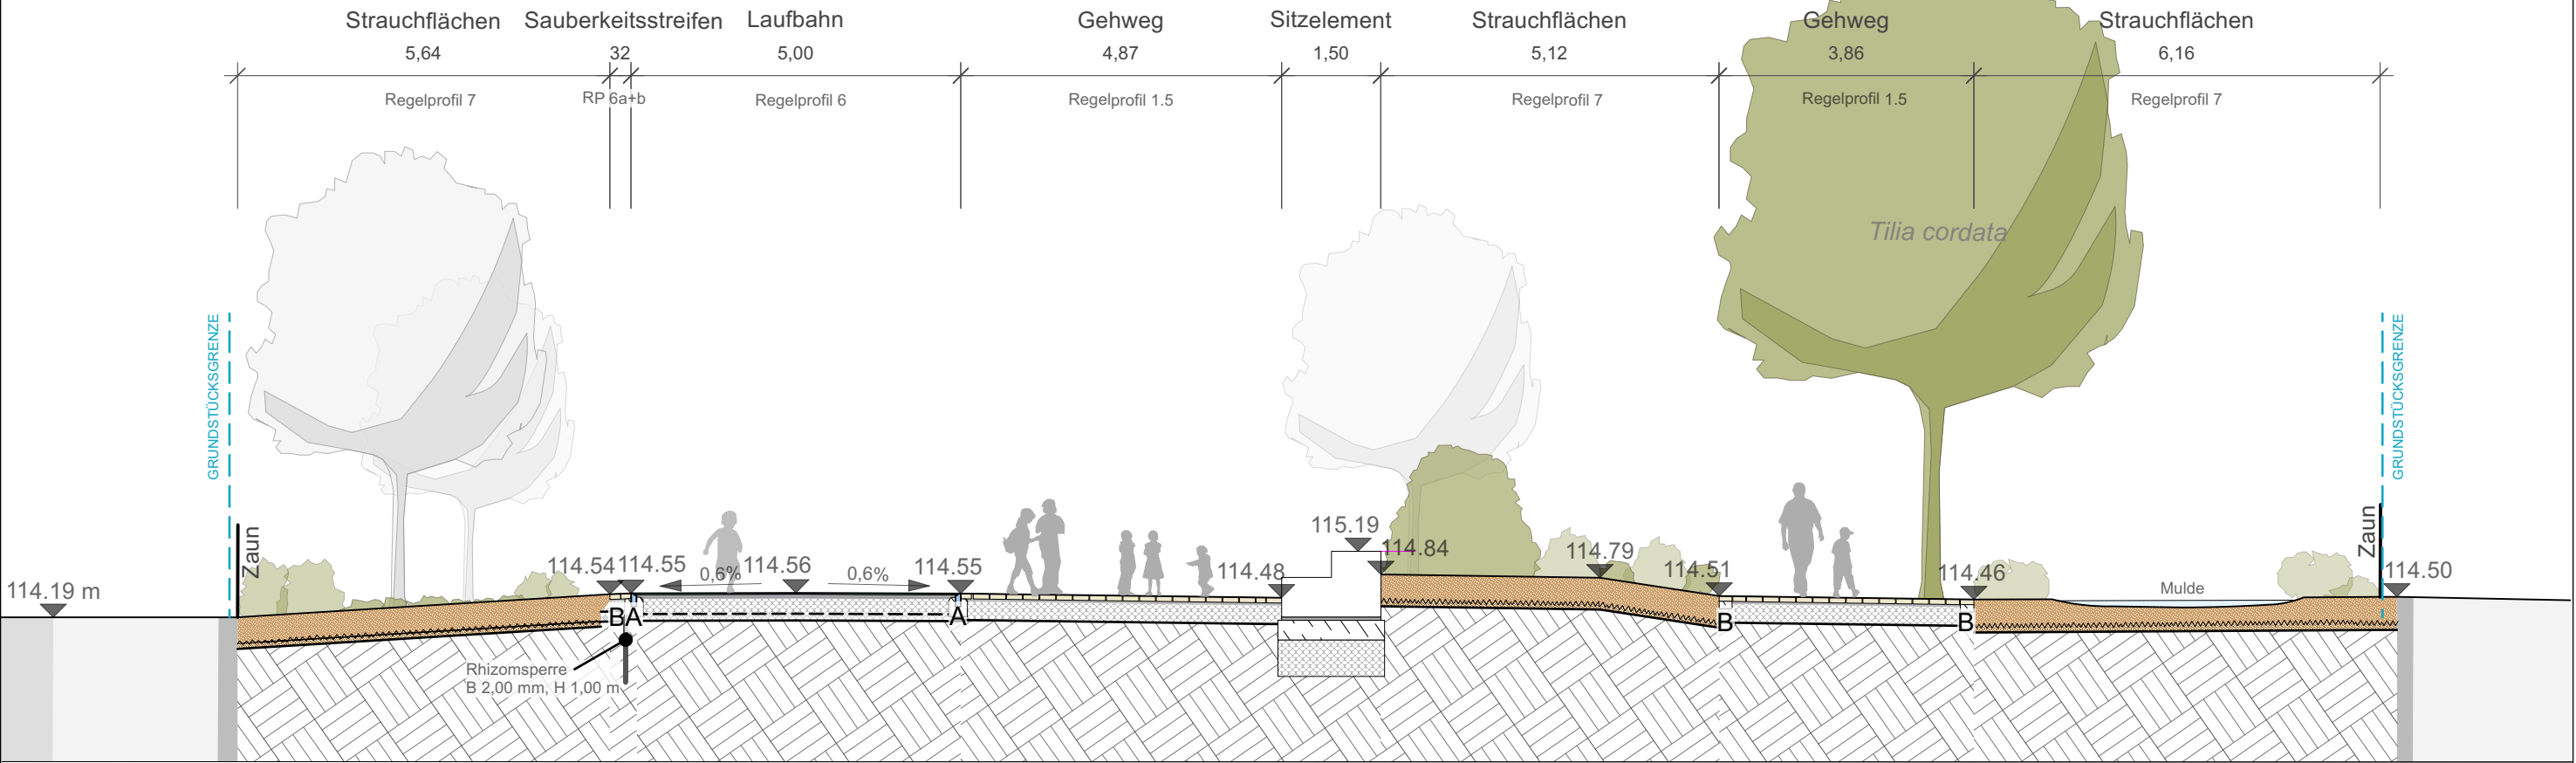 Strauchflächen Sauberkeitsstreifen Laufbahn Gehweg Sitzelement Strauchflächen Gehweg Strauchflächen
5,64 32 5,00 4,87 1,50 5,12 3,86 6,16
Regelprofil 7 RP 6a+b Regelprofil 6 Regelprofil 1.5 Regelprofil 7 Regelprofil 1.5 Regelprofil 7
Tilia cordata
GRUNDSTÜCKSGRENZE
GRUNDSTÜCKSGRENZE
Zaun
Zaun
115.19
114.84
114.54 114.55 114.56 114.55 114.48 114.79 114.51 114.46 114.50
0,6% 0,6%
114.19 m
Mulde
B A A B B
Rhizomsperre
B 2,00 mm, H 1,00 m